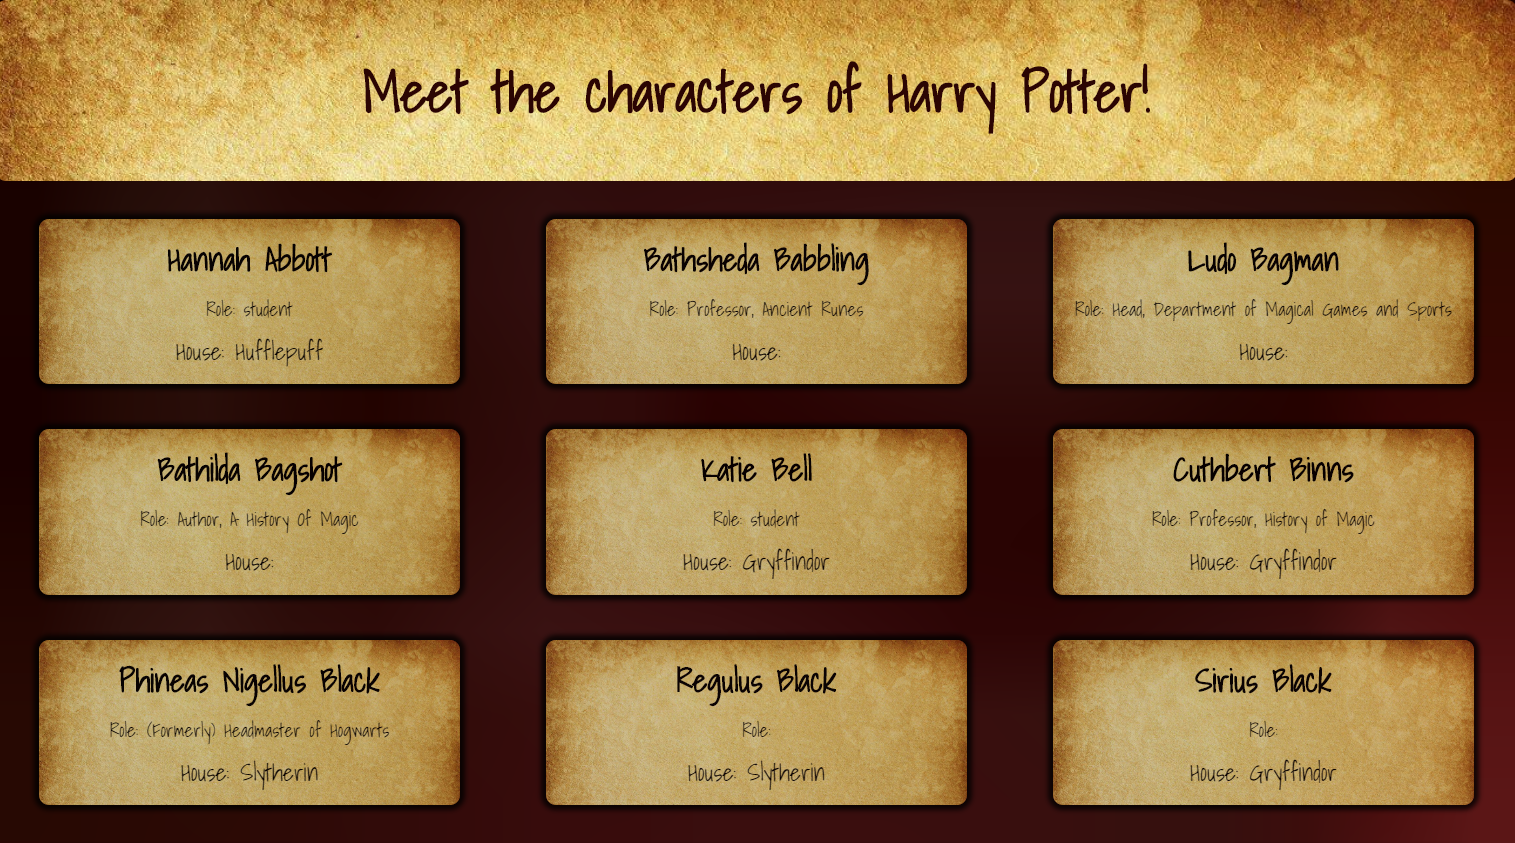 Meet the characters of Harry Potter!
Hannah Abbott
Role: student
House: Hufflepuff
Bathsheda Babbling
Role: Professor, Ancient Runes
House:
Ludo Bagman
Role: Head, Department of Magical Games and Sports
House:
Bathilda Bagshot
Role: Author, A History Of Magic
House:
Katie Bell
Role: student
House: Gryffindor
Cuthbert Binns
Role: Professor, History of Magic
House: Gryffindor
Phineas Nigellus Black
Role: (Formerly) Headmaster of Hogwarts
House: Slytherin
Regulus Black
Role:
House: Slytherin
Sirius Black
Role:
House: Gryffindor